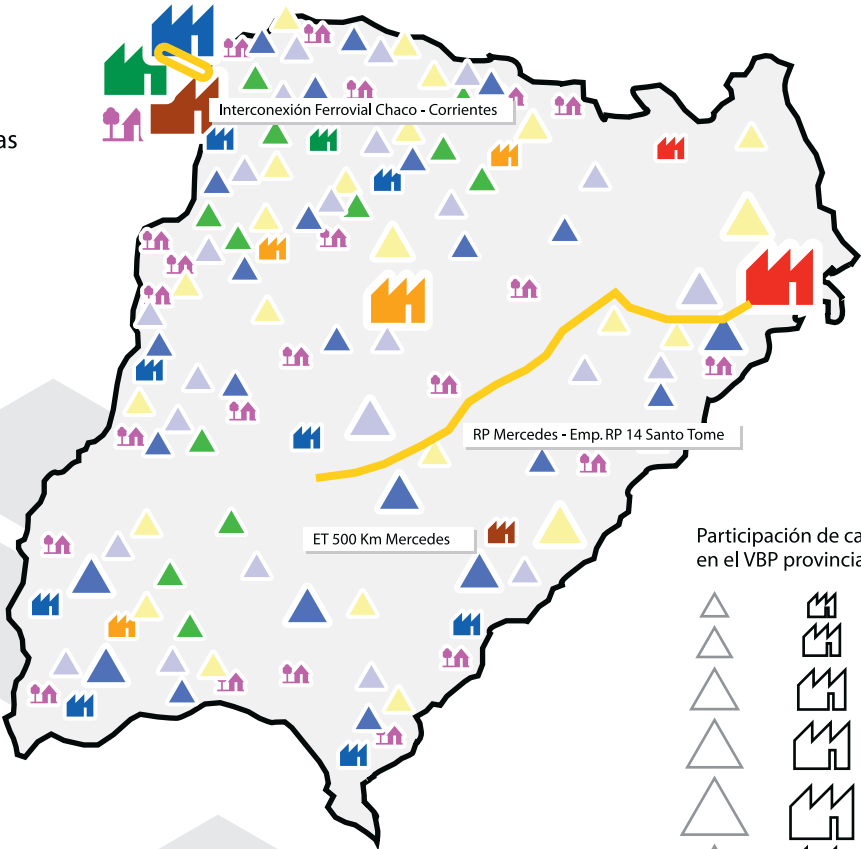 as
Interconexión Ferrovial Chaco - Corrientes
RP Mercedes - Emp. RP 14 Santo Tome
ET 500 Km Mercedes
Participación de ca
en el VBP provincia